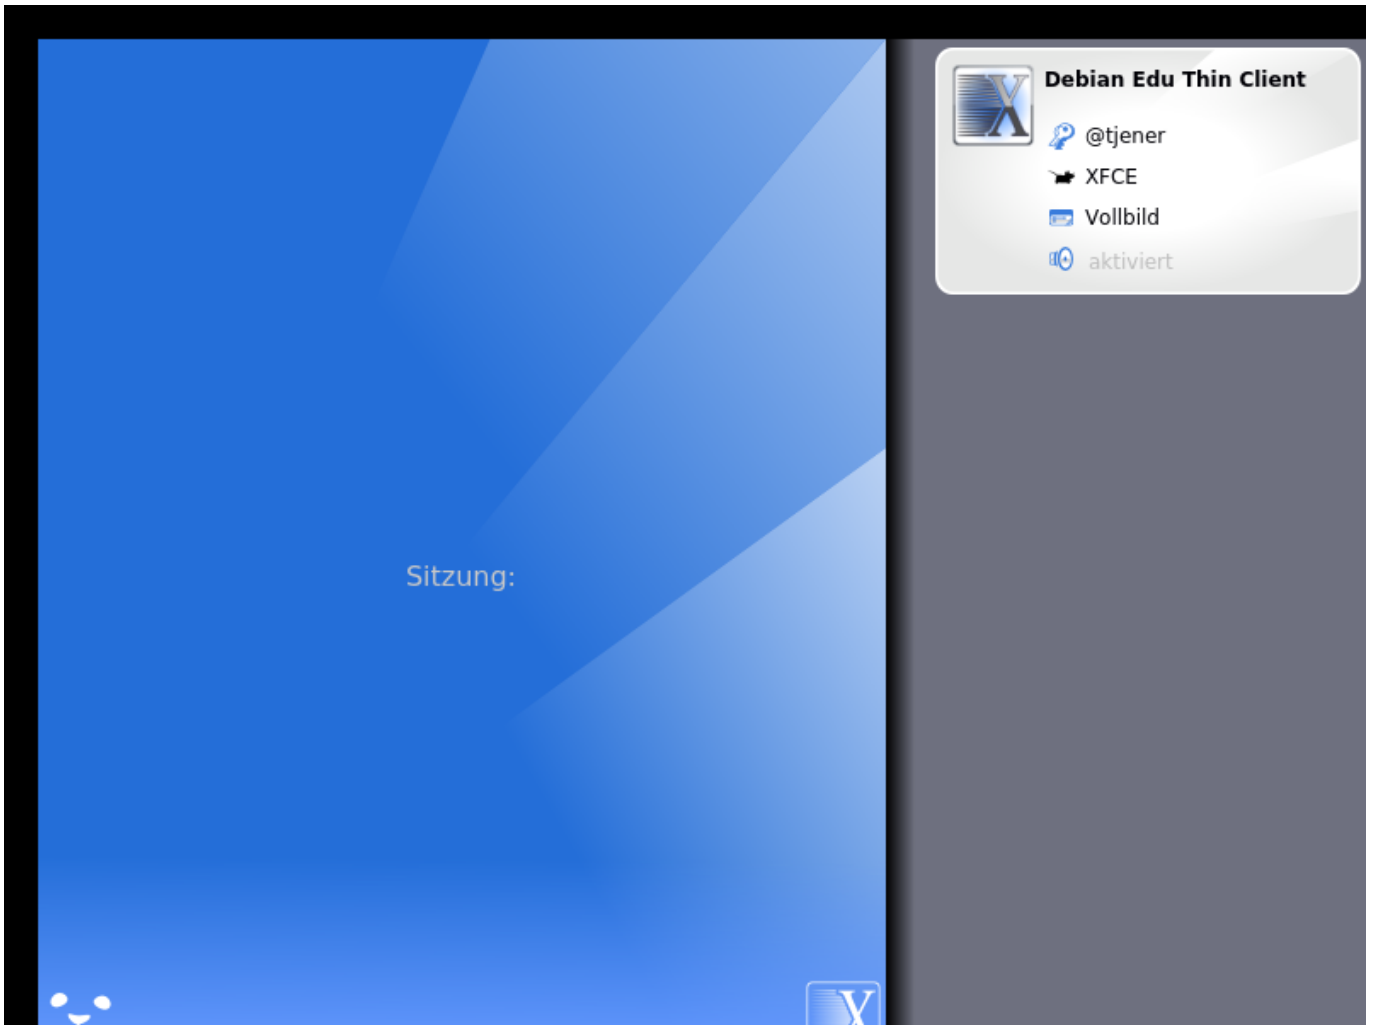 Debian Edu Thin Client
@tjener
XFCE
Vollbild
aktiviert
Sitzung:
X